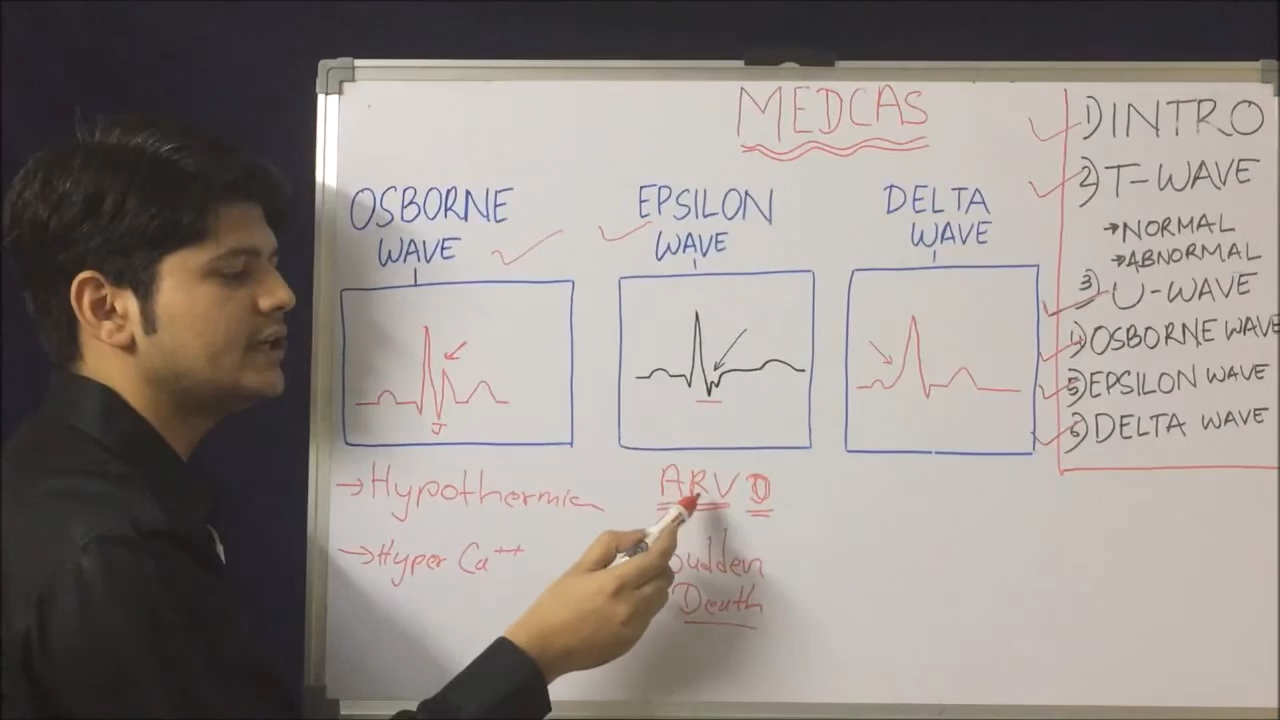 MEDCAS
OSBORNE
WAVE
EPSILON
WAVE
DELTA
WAVE
J
→Hypothermia
→Hyper Ca++
ARVD
Sudden
Death
1) INTRO
2) T-WAVE
→NORMAL
→ABNORMAL
3) U-WAVE
4) OSBORNE WAVE
5) EPSILON WAVE
6) DELTA WAVE